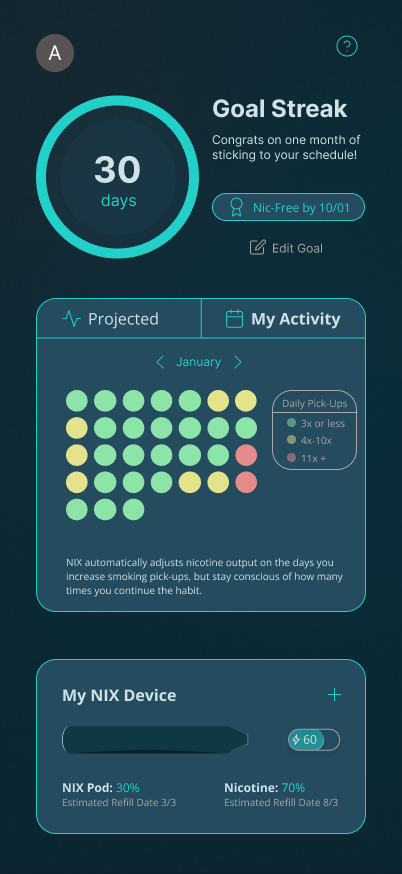 A
?
30
days
Goal Streak
Congrats on one month of
sticking to your schedule!
Nic-Free by 10/01
Edit Goal
Projected
My Activity
January
Daily Pick-Ups
3x or less
4x-10x
11x +
NIX automatically adjusts nicotine output on the days you
increase smoking pick-ups, but stay conscious of how many
times you continue the habit.
My NIX Device
60
NIX Pod: 30%
Estimated Refill Date 3/3
Nicotine: 70%
Estimated Refill Date 8/3